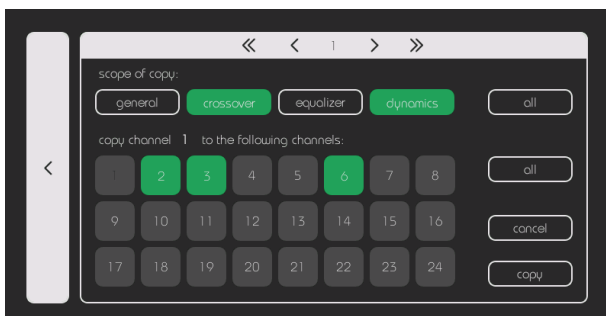 « < 1 > »
scope of copy:
general crossover equalizer dynamics all
copy channel 1 to the following channels:
<
1 2 3 4 5 6 7 8 all
9 10 11 12 13 14 15 16 cancel
17 18 19 20 21 22 23 24 copy